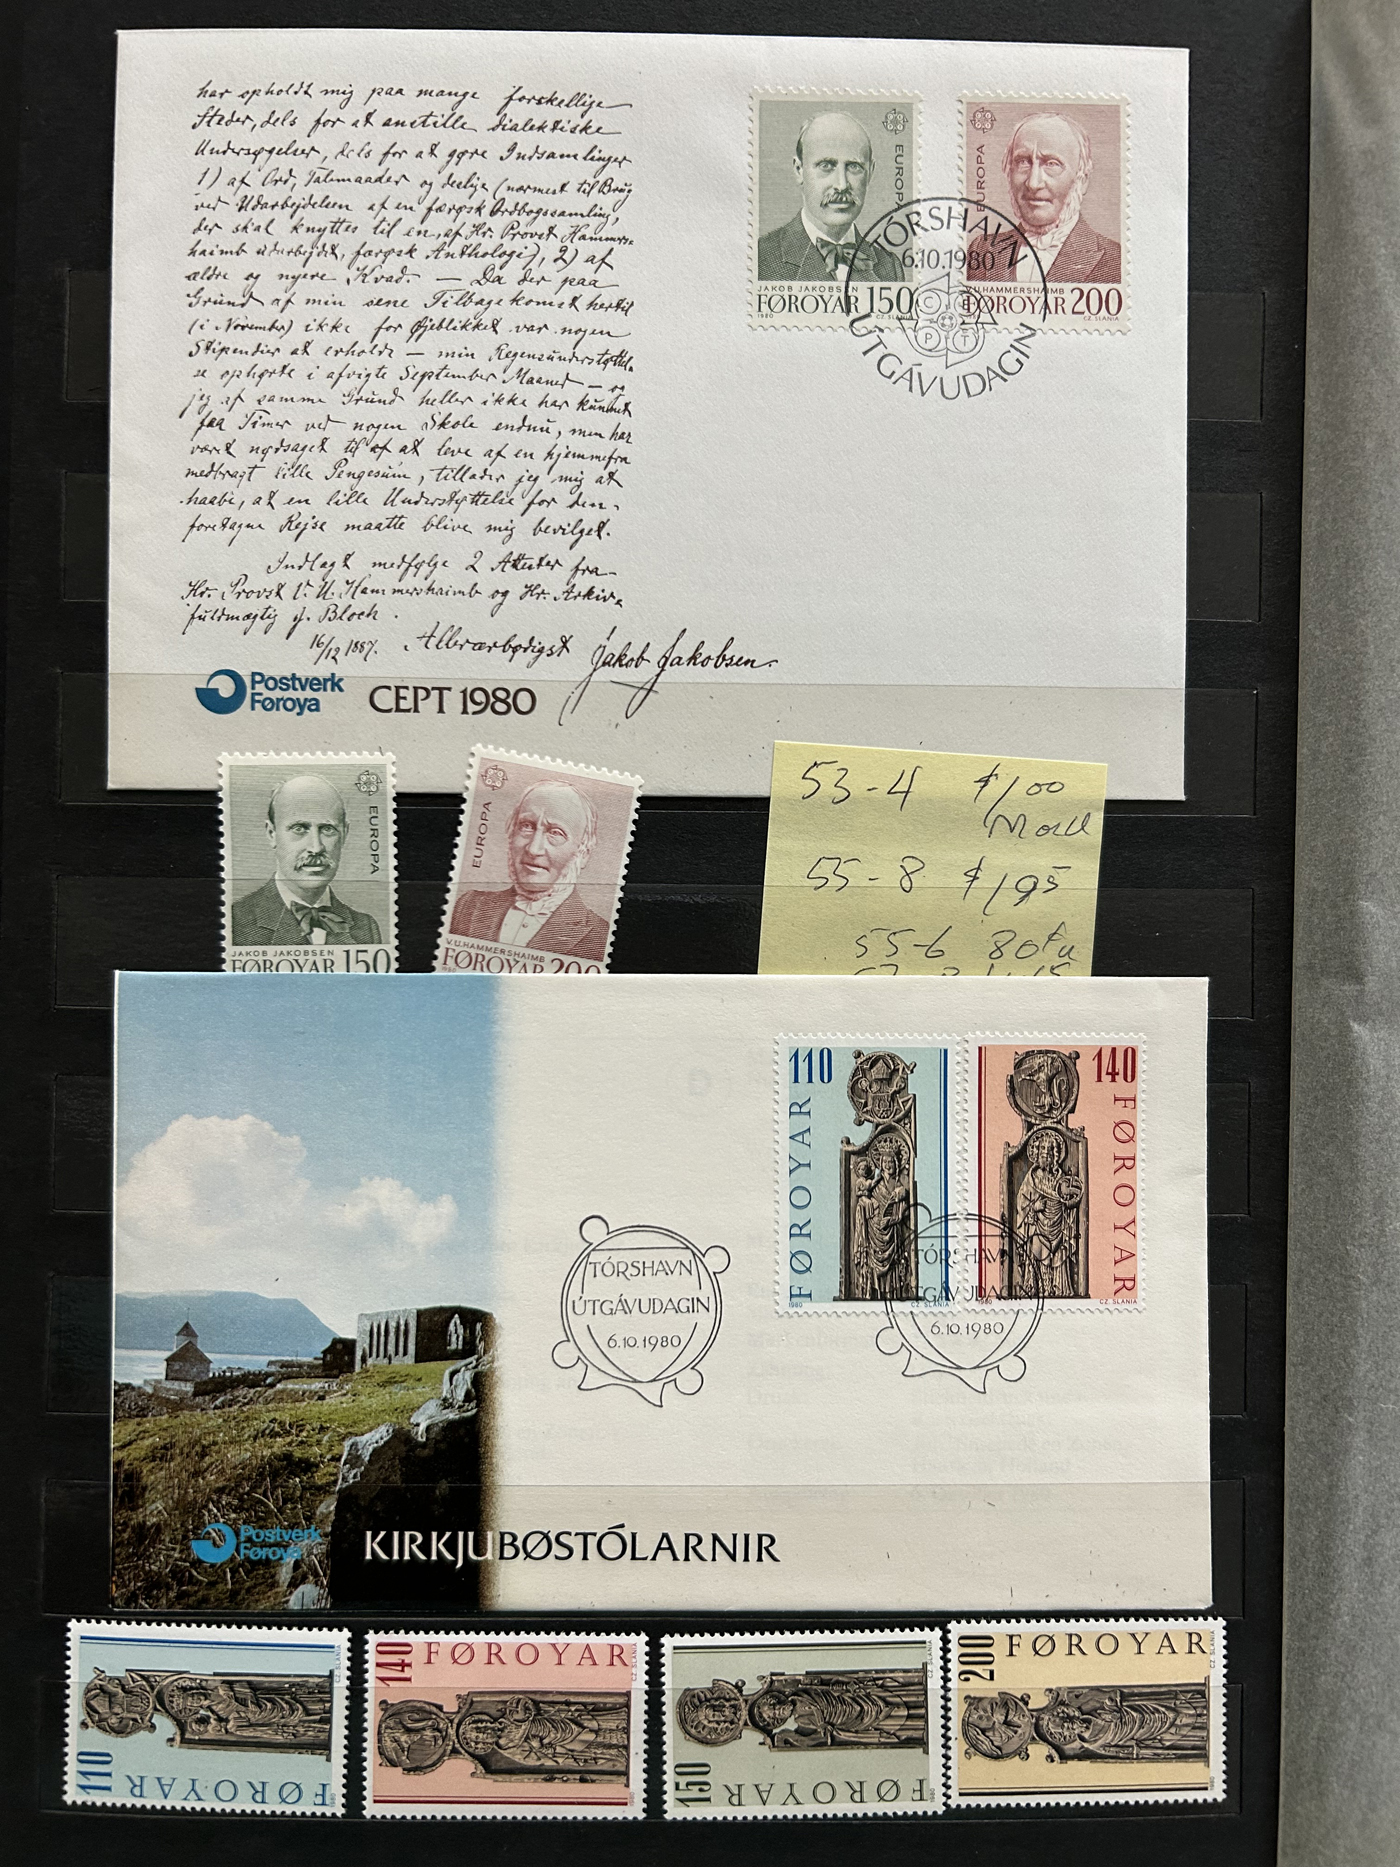 har opholdt mig paa mange forskellige
Steder, dels for at anstille dialektiske
Undersøgelser, dels for at gøre Indsamlinger
1) af Ord, Talemaader og deslige (nærmest til Brug
ved Udarbejdelsen af en færøsk Ordbogssamling,
der skal knyttes til en, af Hr. Provst Hammers-
haimb udarbejdet, færøsk Anthologi), 2) af
ældre og nyere Kvad. — Da der paa
Grund af min sene Tilbagekomst hertil
(i November) ikke for Øjeblikket var nogen
Stipendier at erholde — min Regensunderstøttel-
se ophørte i afvigte September Maaned — og
jeg af samme Grund heller ikke har kunnet
faa Timer ved nogen Skole endnu, men har
været nødsaget til at leve af en hjemmefra
medbragt lille Pengesum, tillader jeg mig at
haabe, at en lille Understøttelse for den
foretagne Rejse maatte blive mig bevilget.
Indlagt medfølge 2 Attester fra
Hr. Provst V. U. Hammershaimb og Hr. Arkiv-
fuldmægtig J. Bloch.
16/12 1887. Allerærbødigst Jakob Jakobsen.
Postverk
Føroya
CEPT 1980
EUROPA
JAKOB JAKOBSEN
FØROYAR 150
1980 CZ. SLANIA
EUROPA
V.U.HAMMERSHAIMB
FØROYAR 200
CZ. SLANIA
TÓRSHAVN
6.10.1980
C E P T
ÚTGÁVUDAGIN
EUROPA
JAKOB JAKOBSEN
FØROYAR 150
EUROPA
V.U.HAMMERSHAIMB
FØROYAR 200
53-4 $1,00
55-8 $1,95
55-6 80
110
FØROYAR
1980 CZ. SLANIA
140
FØROYAR
1980 CZ. SLANIA
TÓRSHAVN
ÚTGÁVUDAGIN
6.10.1980
TÓRSHAVN
ÚTGÁVUDAGIN
6.10.1980
Postverk
Føroya
KIRKJUBØSTÓLARNIR
110
FØROYAR
CZ. SLANIA
1980
140
FØROYAR
CZ. SLANIA
1980
150
FØROYAR
CZ. SLANIA
1980
200
FØROYAR
CZ. SLANIA
1980